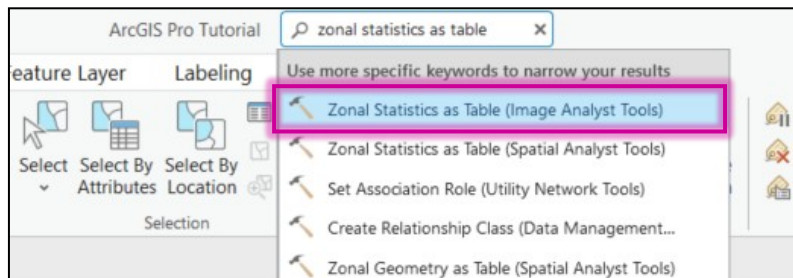 ArcGIS Pro Tutorial
zonal statistics as table
eature Layer
Labeling
Use more specific keywords to narrow your results
Zonal Statistics as Table (Image Analyst Tools)
Zonal Statistics as Table (Spatial Analyst Tools)
Set Association Role (Utility Network Tools)
Create Relationship Class (Data Management...
Zonal Geometry as Table (Spatial Analyst Tools)
Select
Select By
Attributes
Select By
Location
Selection